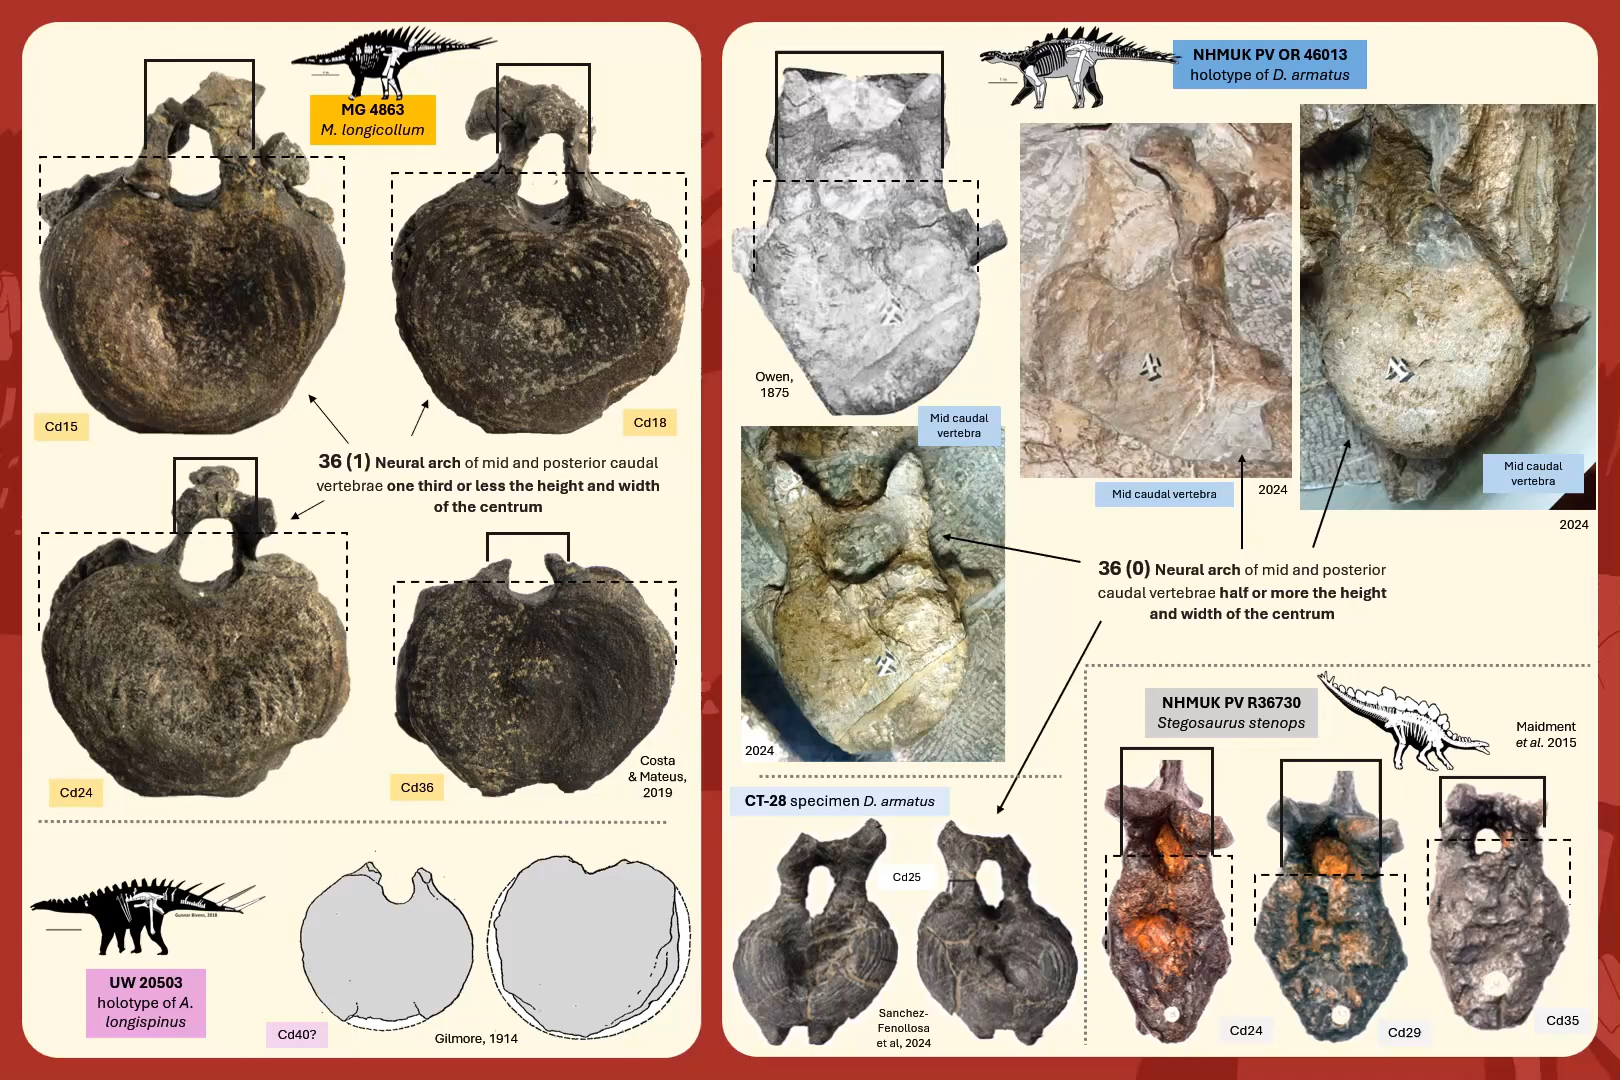 MG 4863
M. longicollum
Cd15
Cd18
36 (1) Neural arch of mid and posterior caudal
vertebrae one third or less the height and width
of the centrum
Cd24
Cd36
Costa
& Mateus,
2019
Gunnar Bivens, 2018
UW 20503
holotype of A.
longispinus
Cd40?
Gilmore, 1914
NHMUK PV OR 46013
holotype of D. armatus
Owen,
1875
Mid caudal
vertebra
2024
Mid caudal vertebra
2024
Mid caudal
vertebra
2024
36 (0) Neural arch of mid and posterior
caudal vertebrae half or more the height
and width of the centrum
CT-28 specimen D. armatus
Cd25
Sanchez-
Fenollosa
et al, 2024
NHMUK PV R36730
Stegosaurus stenops
Maidment
et al. 2015
Cd24
Cd29
Cd35